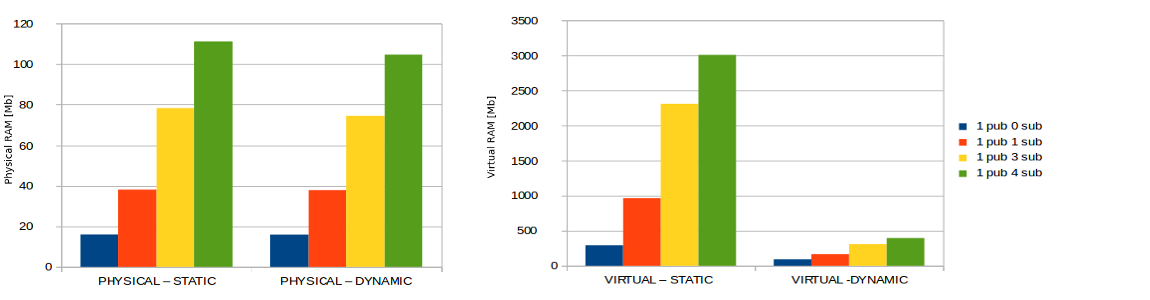 Physical RAM [Mb]
120
100
80
60
40
20
0
PHYSICAL – STATIC
PHYSICAL – DYNAMIC
Virtual RAM [Mb]
3500
3000
2500
2000
1500
1000
500
0
VIRTUAL – STATIC
VIRTUAL -DYNAMIC
1 pub 0 sub
1 pub 1 sub
1 pub 3 sub
1 pub 4 sub